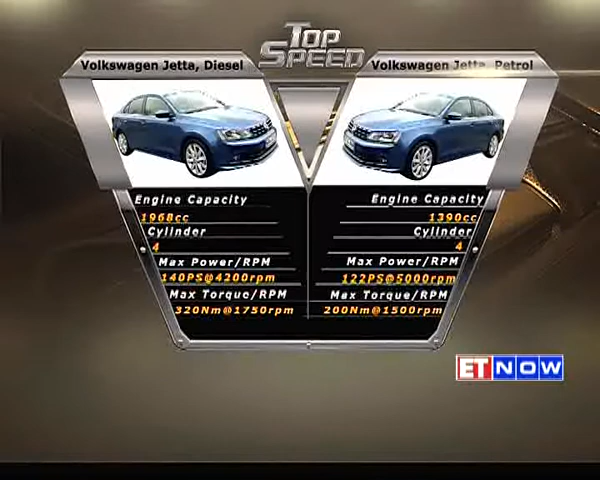 TOP
SPEED
Volkswagen Jetta, Diesel
Volkswagen Jetta, Petrol
Engine Capacity
1968cc
Cylinder
4
Max Power/RPM
140PS@4200rpm
Max Torque/RPM
320Nm@1750rpm
Engine Capacity
1390cc
Cylinder
4
Max Power/RPM
122PS@5000rpm
Max Torque/RPM
200Nm@1500rpm
ET NOW